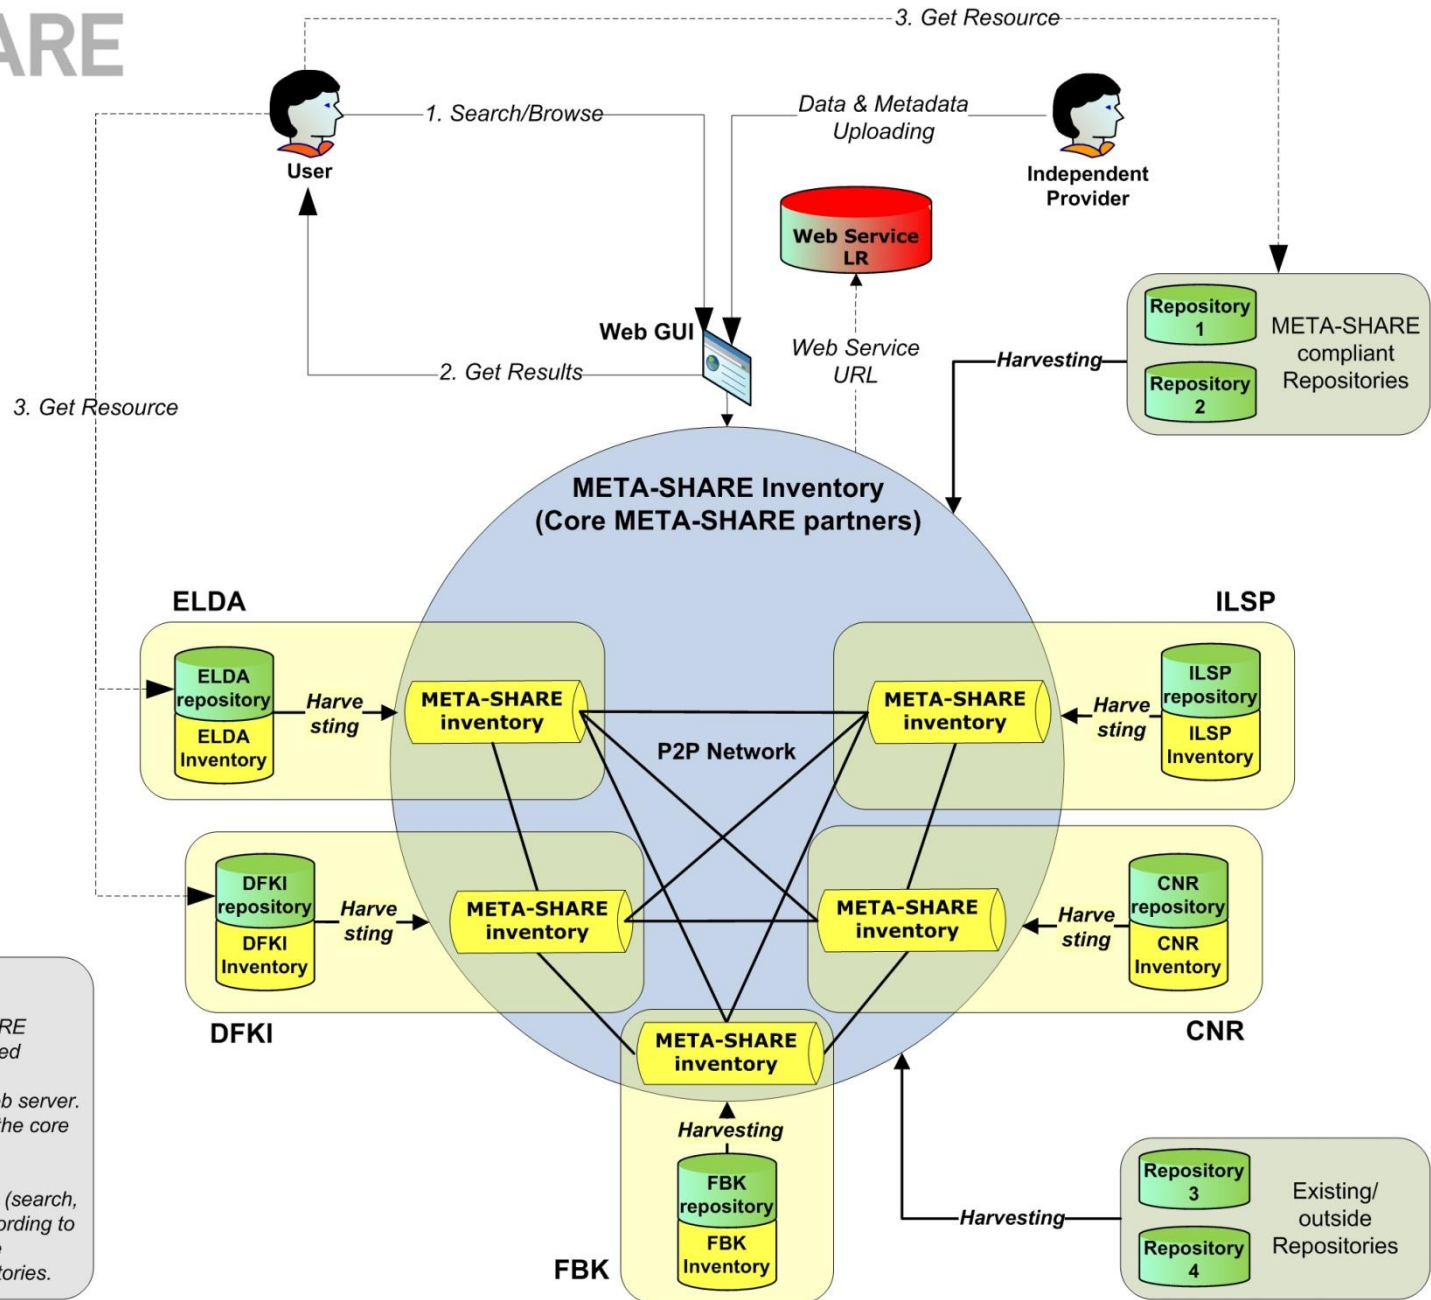 ARE
3. Get Resource
1. Search/Browse
Data & Metadata
Uploading
User
Independent
Provider
Web Service
LR
Web GUI
Web Service
URL
Harvesting
Repository
1
Repository
2
META-SHARE
compliant
Repositories
2. Get Results
3. Get Resource
META-SHARE Inventory
(Core META-SHARE partners)
ELDA
ILSP
ELDA
repository
ELDA
Inventory
Harve
sting
META-SHARE
inventory
P2P Network
META-SHARE
inventory
Harve
sting
ILSP
repository
ILSP
Inventory
DFKI
repository
DFKI
Inventory
Harve
sting
META-SHARE
inventory
META-SHARE
inventory
Harve
sting
CNR
repository
CNR
Inventory
DFKI
CNR
META-SHARE
inventory
Harvesting
FBK
repository
FBK
Inventory
FBK
Harvesting
Repository
3
Repository
4
Existing/
outside
Repositories
RE
ed
b server.
the core
(search,
ording to
e
tories.